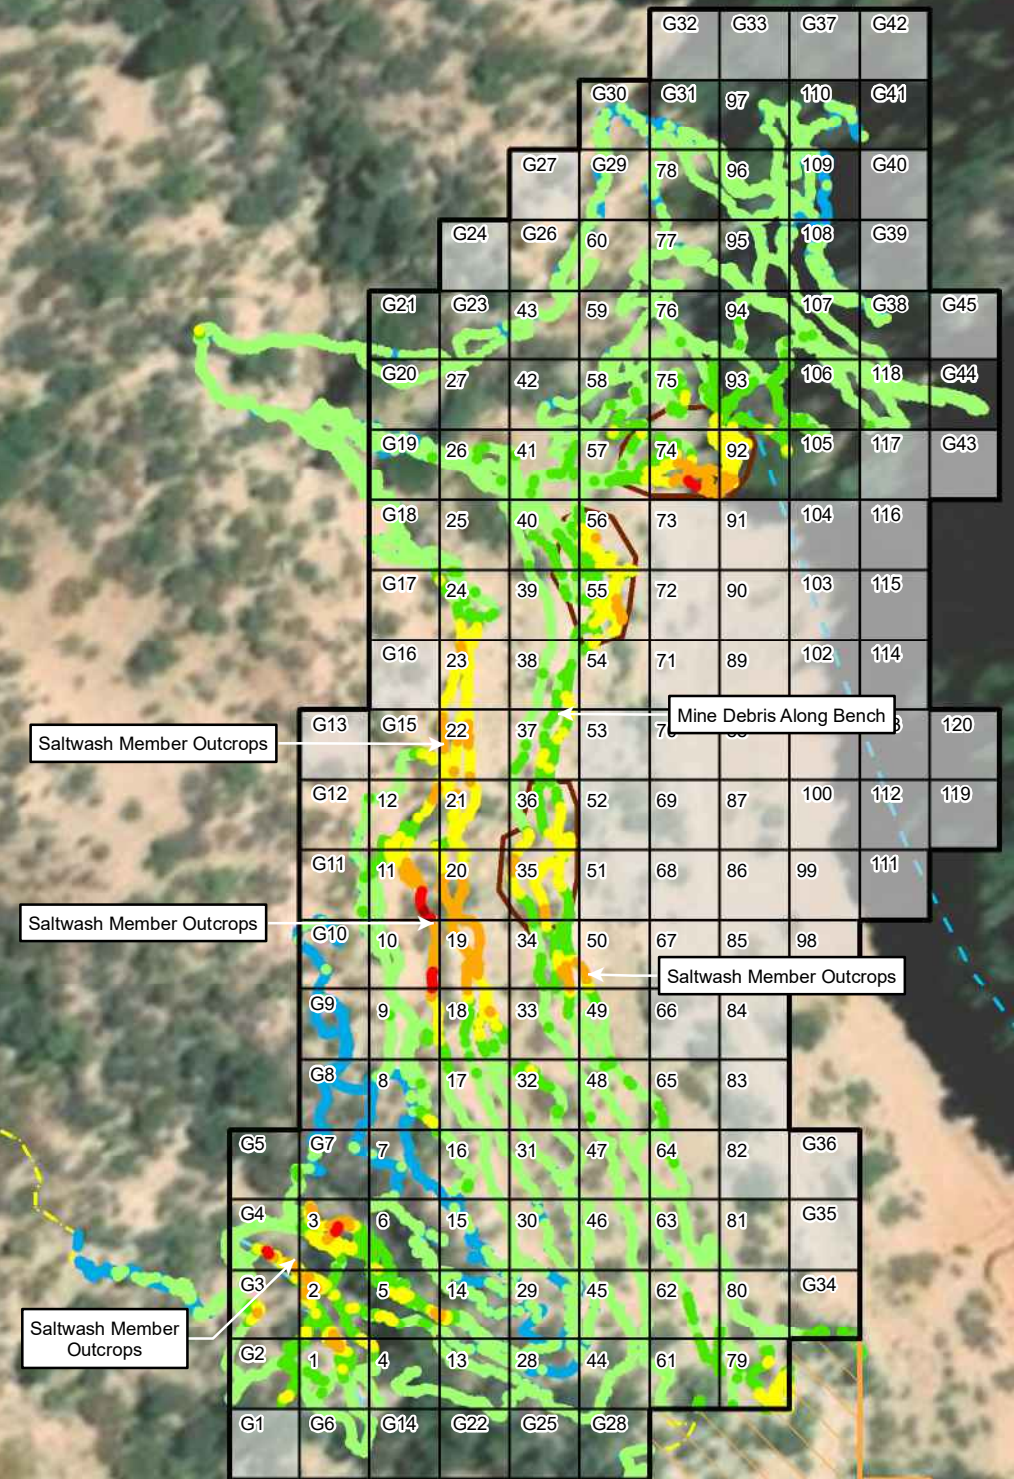 G32 G33 G37 G42
G30 G31 97 110 G41
G27 G29 78 96 109 G40
G24 G26 60 77 95 108 G39
G21 G23 43 59 76 94 107 G38 G45
G20 27 42 58 75 93 106 118 G44
G19 26 41 57 74 92 105 117 G43
G18 25 40 56 73 91 104 116
G17 24 39 55 72 90 103 115
G16 23 38 54 71 89 102 114
Mine Debris Along Bench
G13 G15 22 37 53 120
Saltwash Member Outcrops
G12 12 21 36 52 69 87 100 112 119
G11 11 20 35 51 68 86 99 111
Saltwash Member Outcrops
G10 10 19 34 50 67 85 98
Saltwash Member Outcrops
G9 9 18 33 49 66 84
G8 8 17 32 48 65 83
G5 G7 7 16 31 47 64 82 G36
G4 3 6 15 30 46 63 81 G35
G3 2 5 14 29 45 62 80 G34
Saltwash Member
Outcrops
G2 1 4 13 28 44 61 79
G1 G6 G14 G22 G25 G28